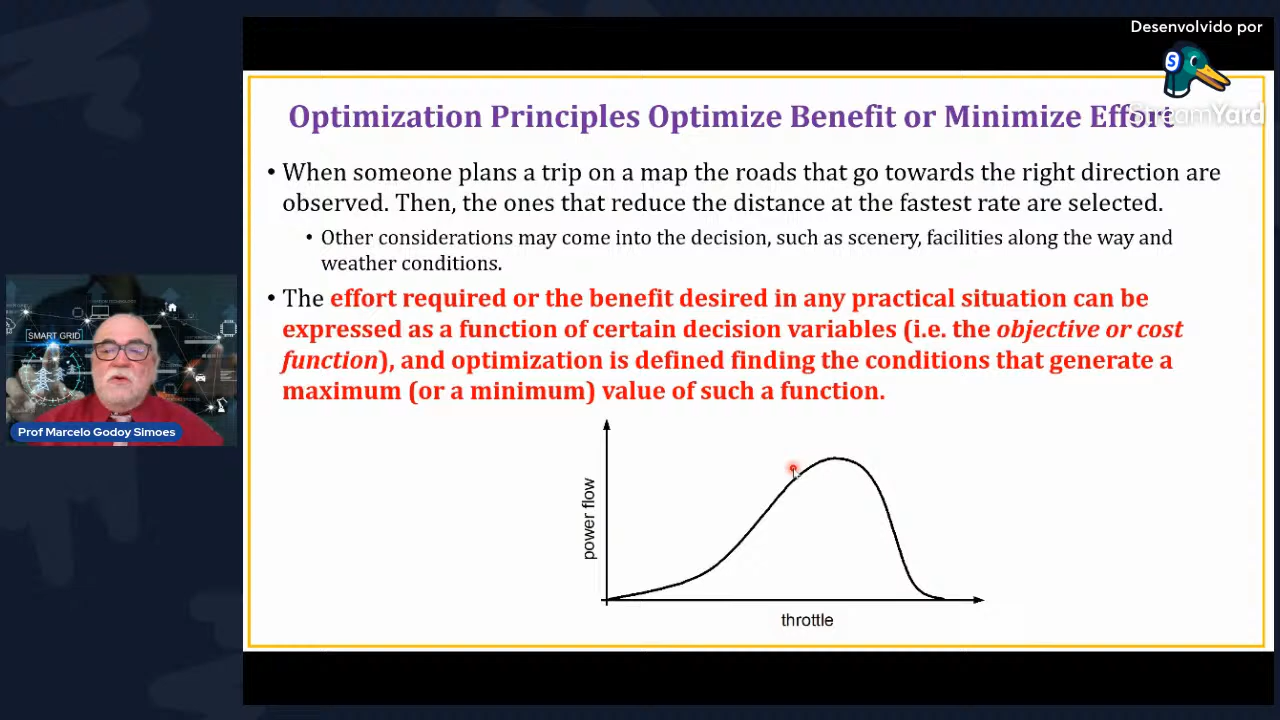 Desenvolvido por
S
StreamYard
Optimization Principles Optimize Benefit or Minimize Effort
• When someone plans a trip on a map the roads that go towards the right direction are
observed. Then, the ones that reduce the distance at the fastest rate are selected.
• Other considerations may come into the decision, such as scenery, facilities along the way and
weather conditions.
• The effort required or the benefit desired in any practical situation can be
expressed as a function of certain decision variables (i.e. the objective or cost
function), and optimization is defined finding the conditions that generate a
maximum (or a minimum) value of such a function.
SMART GRID
Prof Marcelo Godoy Simoes
power flow
throttle